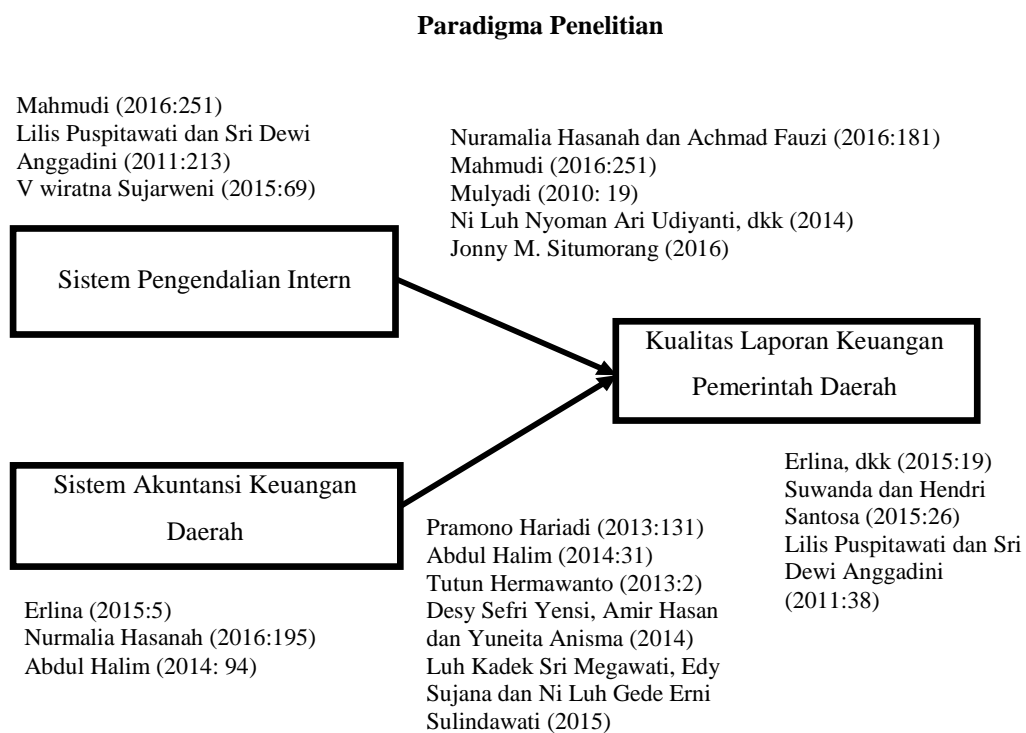 Paradigma Penelitian
Mahmudi (2016:251)
Lilis Puspitawati dan Sri Dewi
Anggadini (2011:213)
V wiratna Sujarweni (2015:69)
Nuramalia Hasanah dan Achmad Fauzi (2016:181)
Mahmudi (2016:251)
Mulyadi (2010: 19)
Ni Luh Nyoman Ari Udiyanti, dkk (2014)
Jonny M. Situmorang (2016)
Sistem Pengendalian Intern
Kualitas Laporan Keuangan
Pemerintah Daerah
Sistem Akuntansi Keuangan
Daerah
Erlina, dkk (2015:19)
Suwanda dan Hendri
Santosa (2015:26)
Lilis Puspitawati dan Sri
Dewi Anggadini
(2011:38)
Pramono Hariadi (2013:131)
Abdul Halim (2014:31)
Tutun Hermawanto (2013:2)
Desy Sefri Yensi, Amir Hasan
dan Yuneita Anisma (2014)
Luh Kadek Sri Megawati, Edy
Sujana dan Ni Luh Gede Erni
Sulindawati (2015)
Erlina (2015:5)
Nurmalia Hasanah (2016:195)
Abdul Halim (2014: 94)